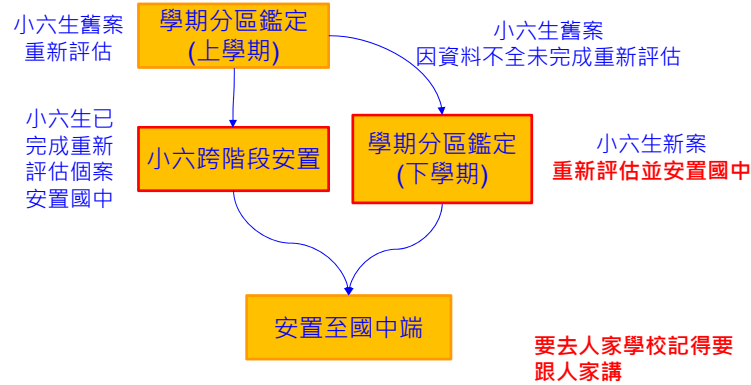 小六生舊案
重新評估
學期分區鑑定
(上學期)
小六生舊案
因資料不全未完成重新評估
小六生已
完成重新
評估個案
安置國中
小六跨階段安置
學期分區鑑定
(下學期)
小六生新案
重新評估並安置國中
安置至國中端
要去人家學校記得要
跟人家講